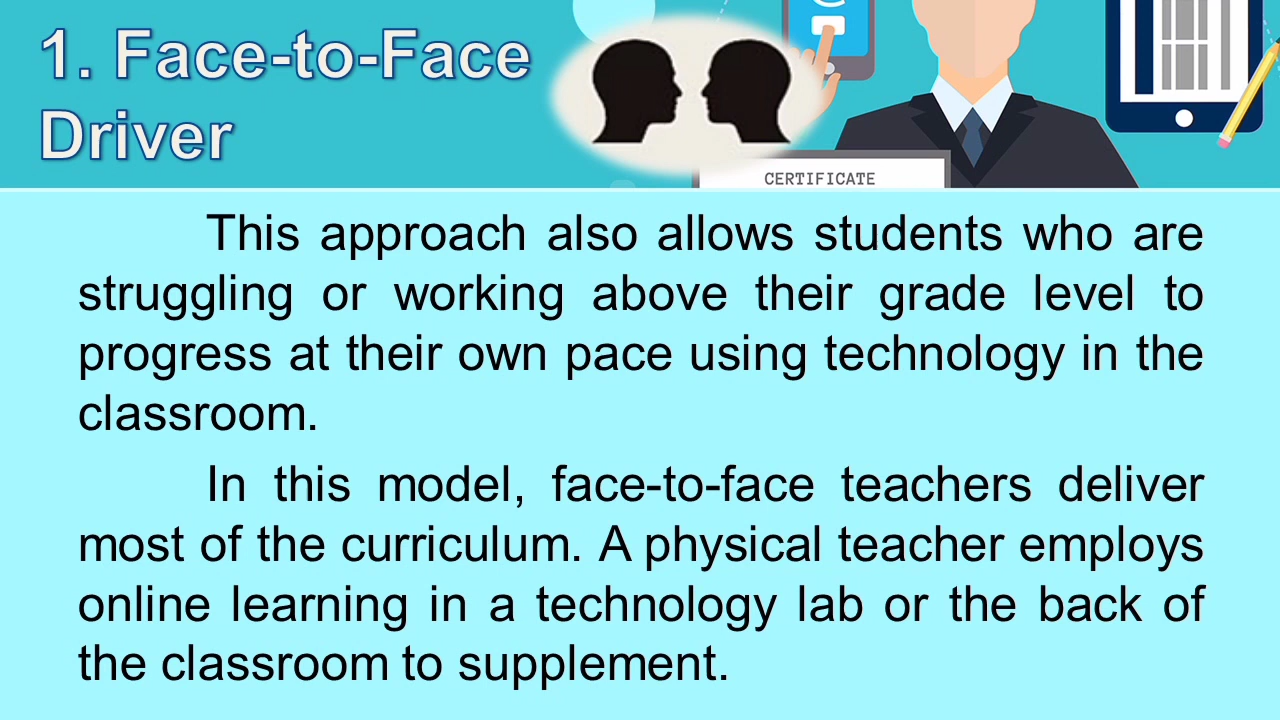 1. Face-to-Face
Driver
CERTIFICATE
This approach also allows students who are
struggling or working above their grade level to
progress at their own pace using technology in the
classroom.
In this model, face-to-face teachers deliver
most of the curriculum. A physical teacher employs
online learning in a technology lab or the back of
the classroom to supplement.